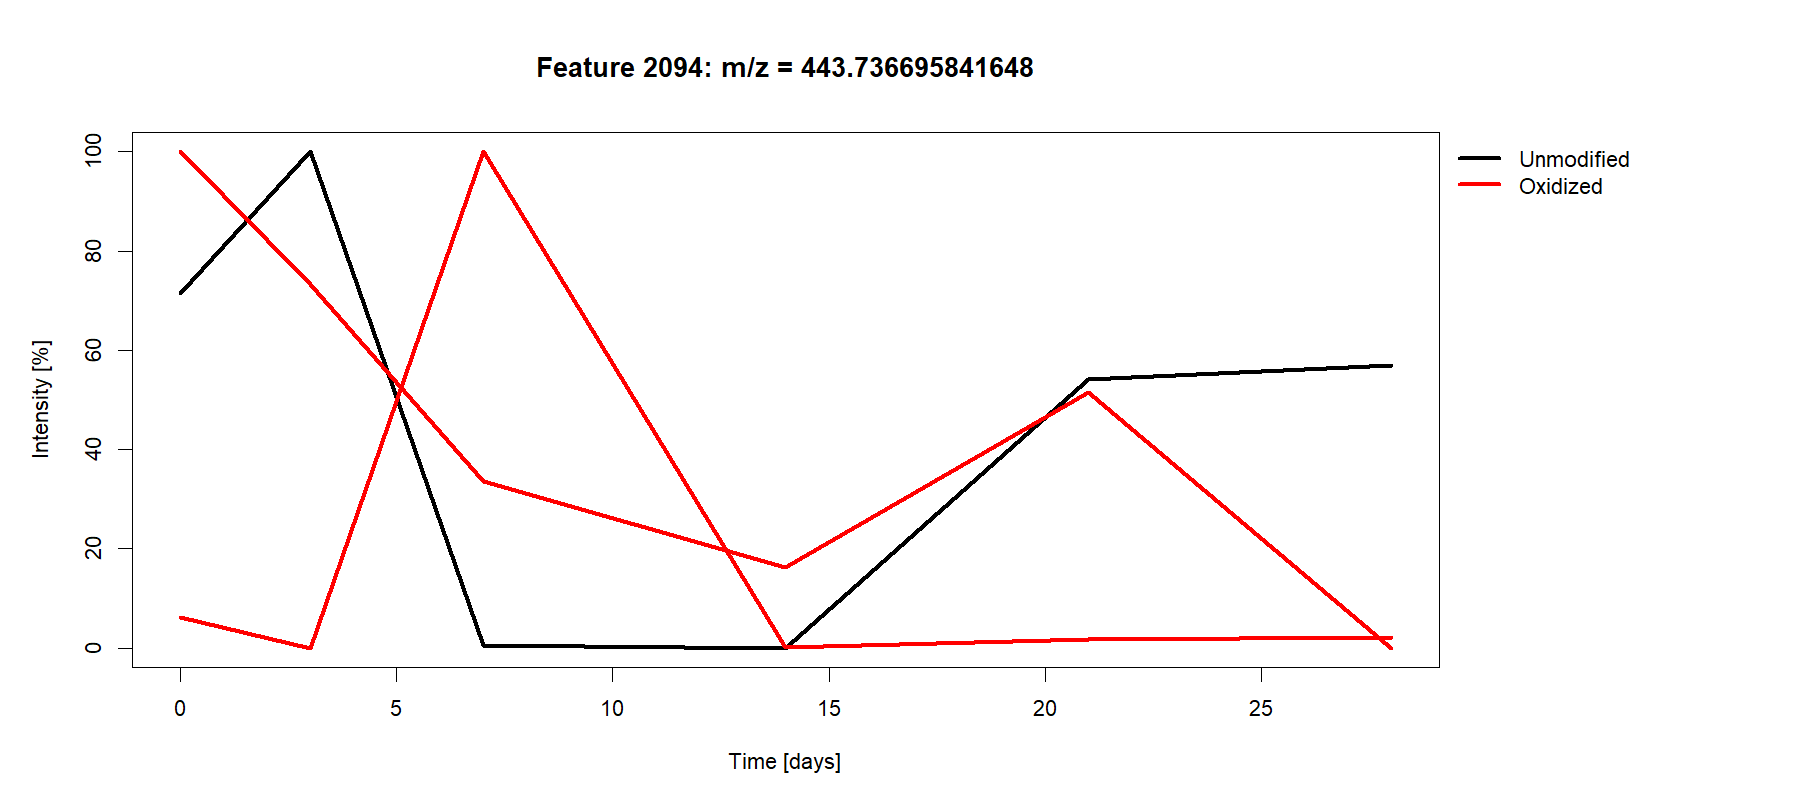 Feature 2094: m/z = 443.736695841648
Unmodified
Oxidized
Intensity [%]
100
80
60
40
20
0
0 5 10 15 20 25
Time [days]